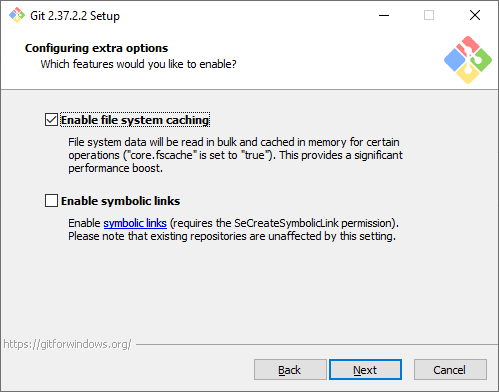 Git 2.37.2.2 Setup
Configuring extra options
Which features would you like to enable?
Enable file system caching
File system data will be read in bulk and cached in memory for certain
operations ("core.fscache" is set to "true"). This provides a significant
performance boost.
Enable symbolic links
Enable symbolic links (requires the SeCreateSymbolicLink permission).
Please note that existing repositories are unaffected by this setting.
https://gitforwindows.org/
Back Next Cancel